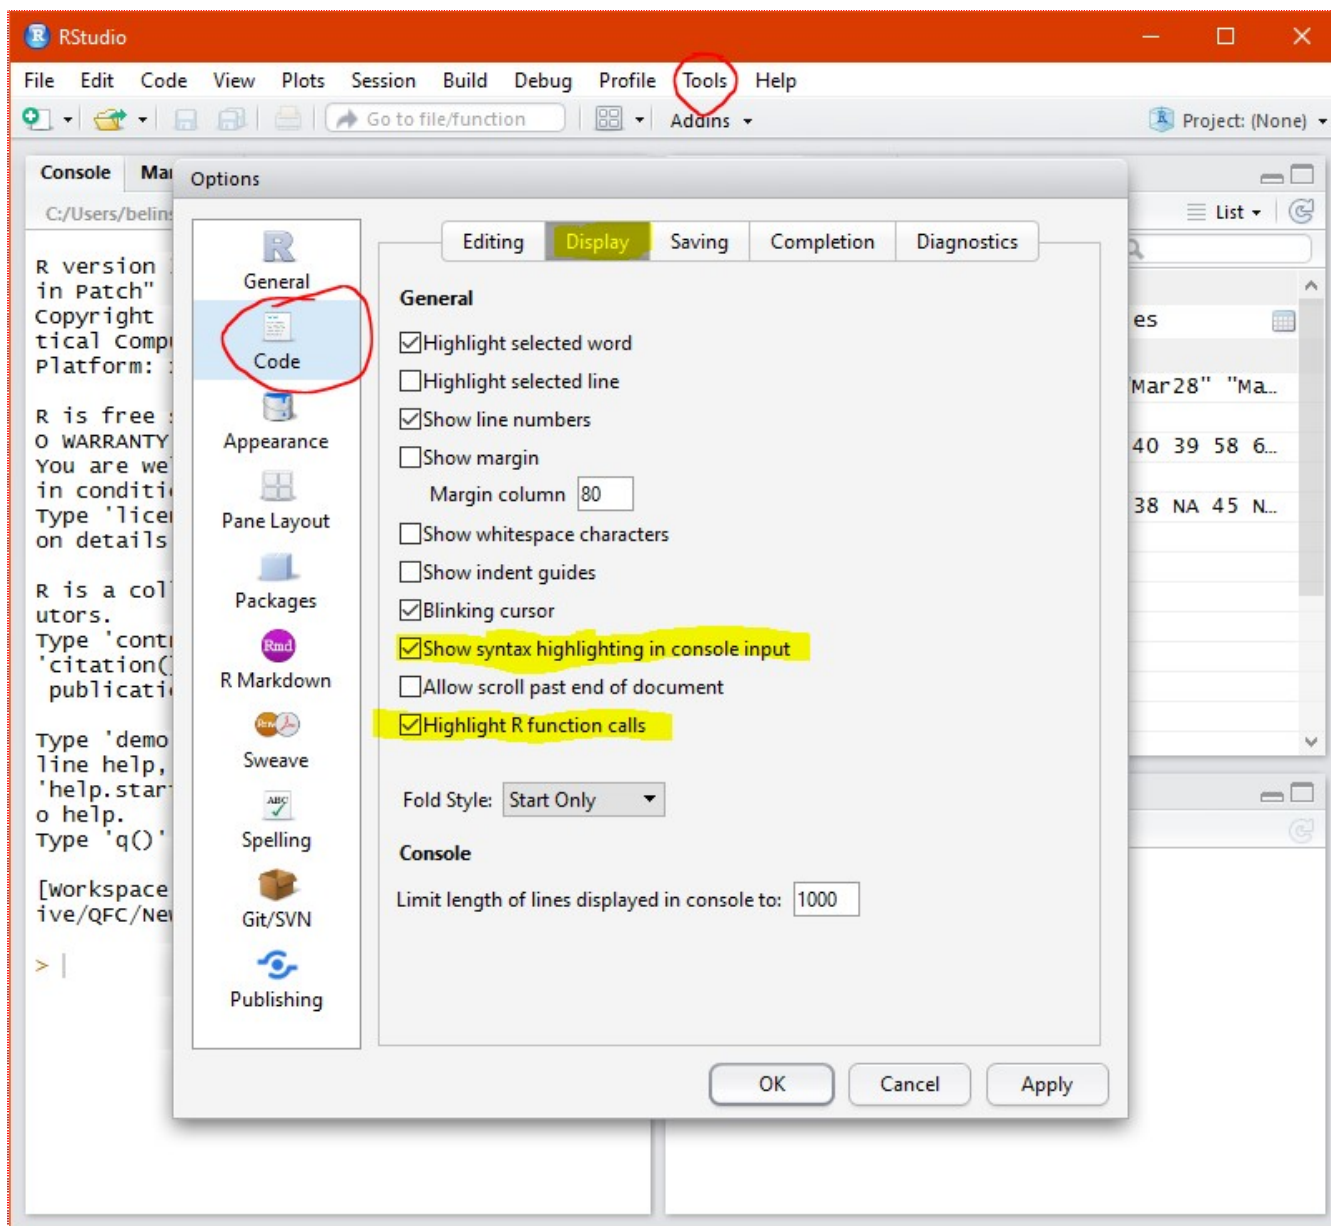 RStudio
File Edit Code View Plots Session Build Debug Profile Tools Help
Go to file/function Addins Project: (None)
Console
C:/Users/
List
Options
General
Code
Appearance
Pane Layout
Packages
Rmd
R Markdown
Sweave
ABC
Spelling
Git/SVN
Publishing
Editing Display Saving Completion Diagnostics
General
Highlight selected word
Highlight selected line
Show line numbers
Show margin
Margin column 80
Show whitespace characters
Show indent guides
Blinking cursor
Show syntax highlighting in console input
Allow scroll past end of document
Highlight R function calls
Fold Style: Start Only
Console
Limit length of lines displayed in console to: 1000
OK Cancel Apply
R version
in Patch"
Copyright
tical Comp
Platform:
R is free
O WARRANTY
You are we
in conditi
Type 'lice
on details
R is a col
utors.
Type 'cont
'citation(
publicati
Type 'demo
line help,
'help.star
o help.
Type 'q()'
[Workspace
ive/QFC/Ne
>
es
Mar28" "Ma...
40 39 58 6...
38 NA 45 N...